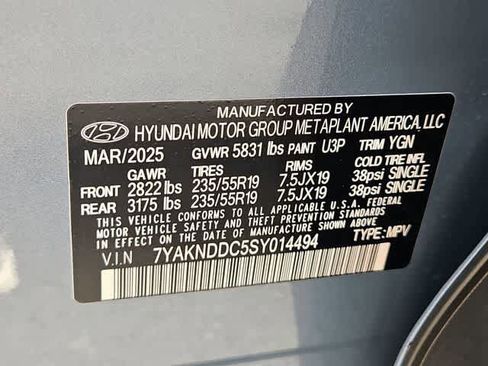 MANUFACTURED BY
HYUNDAI MOTOR GROUP METAPLANT AMERICA, LLC
MAR/2025 GVWR 5831 lbs PAINT U3P TRIM YGN
GAWR TIRES RIMS COLD TIRE INFL
FRONT 2822 lbs 235/55R19 7.5JX19 38psi SINGLE
REAR 3175 lbs 235/55R19 7.5JX19 38psi SINGLE
THIS VEHICLE CONFORMS TO ALL APPLICABLE U.S.A. FEDERAL
MOTOR VEHICLE SAFETY AND THEFT PREVENTION
STANDARDS IN EFFECT ON THE DATE OF MANUFACTURE SHOWN ABOVE.
V.I.N 7YAKNDDC5SY014494 TYPE: MPV